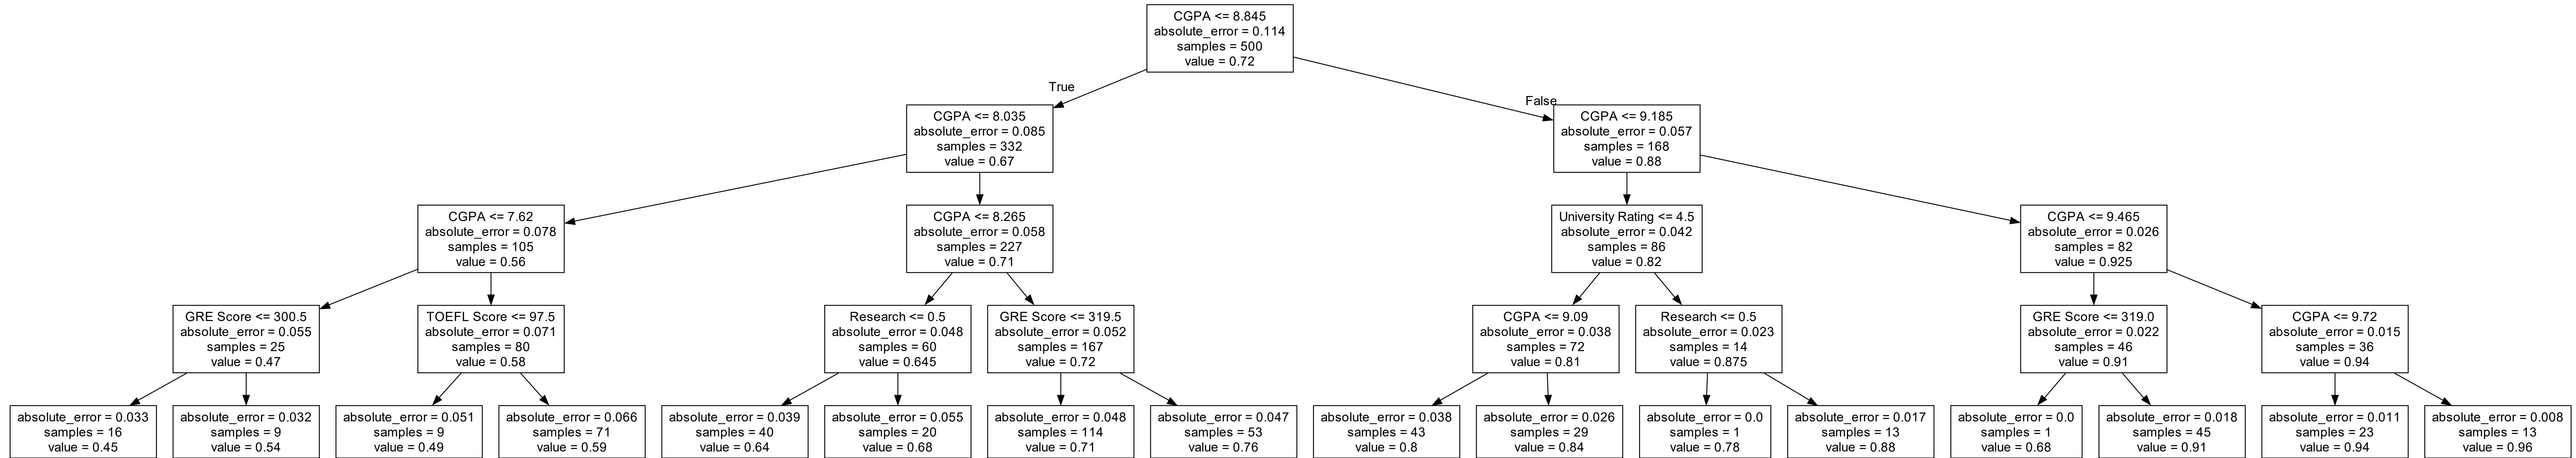 CGPA <= 8.845
absolute_error = 0.114
samples = 500
value = 0.72
True
False
CGPA <= 8.035
absolute_error = 0.085
samples = 332
value = 0.67
CGPA <= 9.185
absolute_error = 0.057
samples = 168
value = 0.88
CGPA <= 7.62
absolute_error = 0.078
samples = 105
value = 0.56
CGPA <= 8.265
absolute_error = 0.058
samples = 227
value = 0.71
University Rating <= 4.5
absolute_error = 0.042
samples = 86
value = 0.82
CGPA <= 9.465
absolute_error = 0.026
samples = 82
value = 0.925
GRE Score <= 300.5
absolute_error = 0.055
samples = 25
value = 0.47
TOEFL Score <= 97.5
absolute_error = 0.071
samples = 80
value = 0.58
Research <= 0.5
absolute_error = 0.048
samples = 60
value = 0.645
GRE Score <= 319.5
absolute_error = 0.052
samples = 167
value = 0.72
CGPA <= 9.09
absolute_error = 0.038
samples = 72
value = 0.81
Research <= 0.5
absolute_error = 0.023
samples = 14
value = 0.875
GRE Score <= 319.0
absolute_error = 0.022
samples = 46
value = 0.91
CGPA <= 9.72
absolute_error = 0.015
samples = 36
value = 0.94
absolute_error = 0.033
samples = 16
value = 0.45
absolute_error = 0.032
samples = 9
value = 0.54
absolute_error = 0.051
samples = 9
value = 0.49
absolute_error = 0.066
samples = 71
value = 0.59
absolute_error = 0.039
samples = 40
value = 0.64
absolute_error = 0.055
samples = 20
value = 0.68
absolute_error = 0.048
samples = 114
value = 0.71
absolute_error = 0.047
samples = 53
value = 0.76
absolute_error = 0.038
samples = 43
value = 0.8
absolute_error = 0.026
samples = 29
value = 0.84
absolute_error = 0.0
samples = 1
value = 0.78
absolute_error = 0.017
samples = 13
value = 0.88
absolute_error = 0.0
samples = 1
value = 0.68
absolute_error = 0.018
samples = 45
value = 0.91
absolute_error = 0.011
samples = 23
value = 0.94
absolute_error = 0.008
samples = 13
value = 0.96